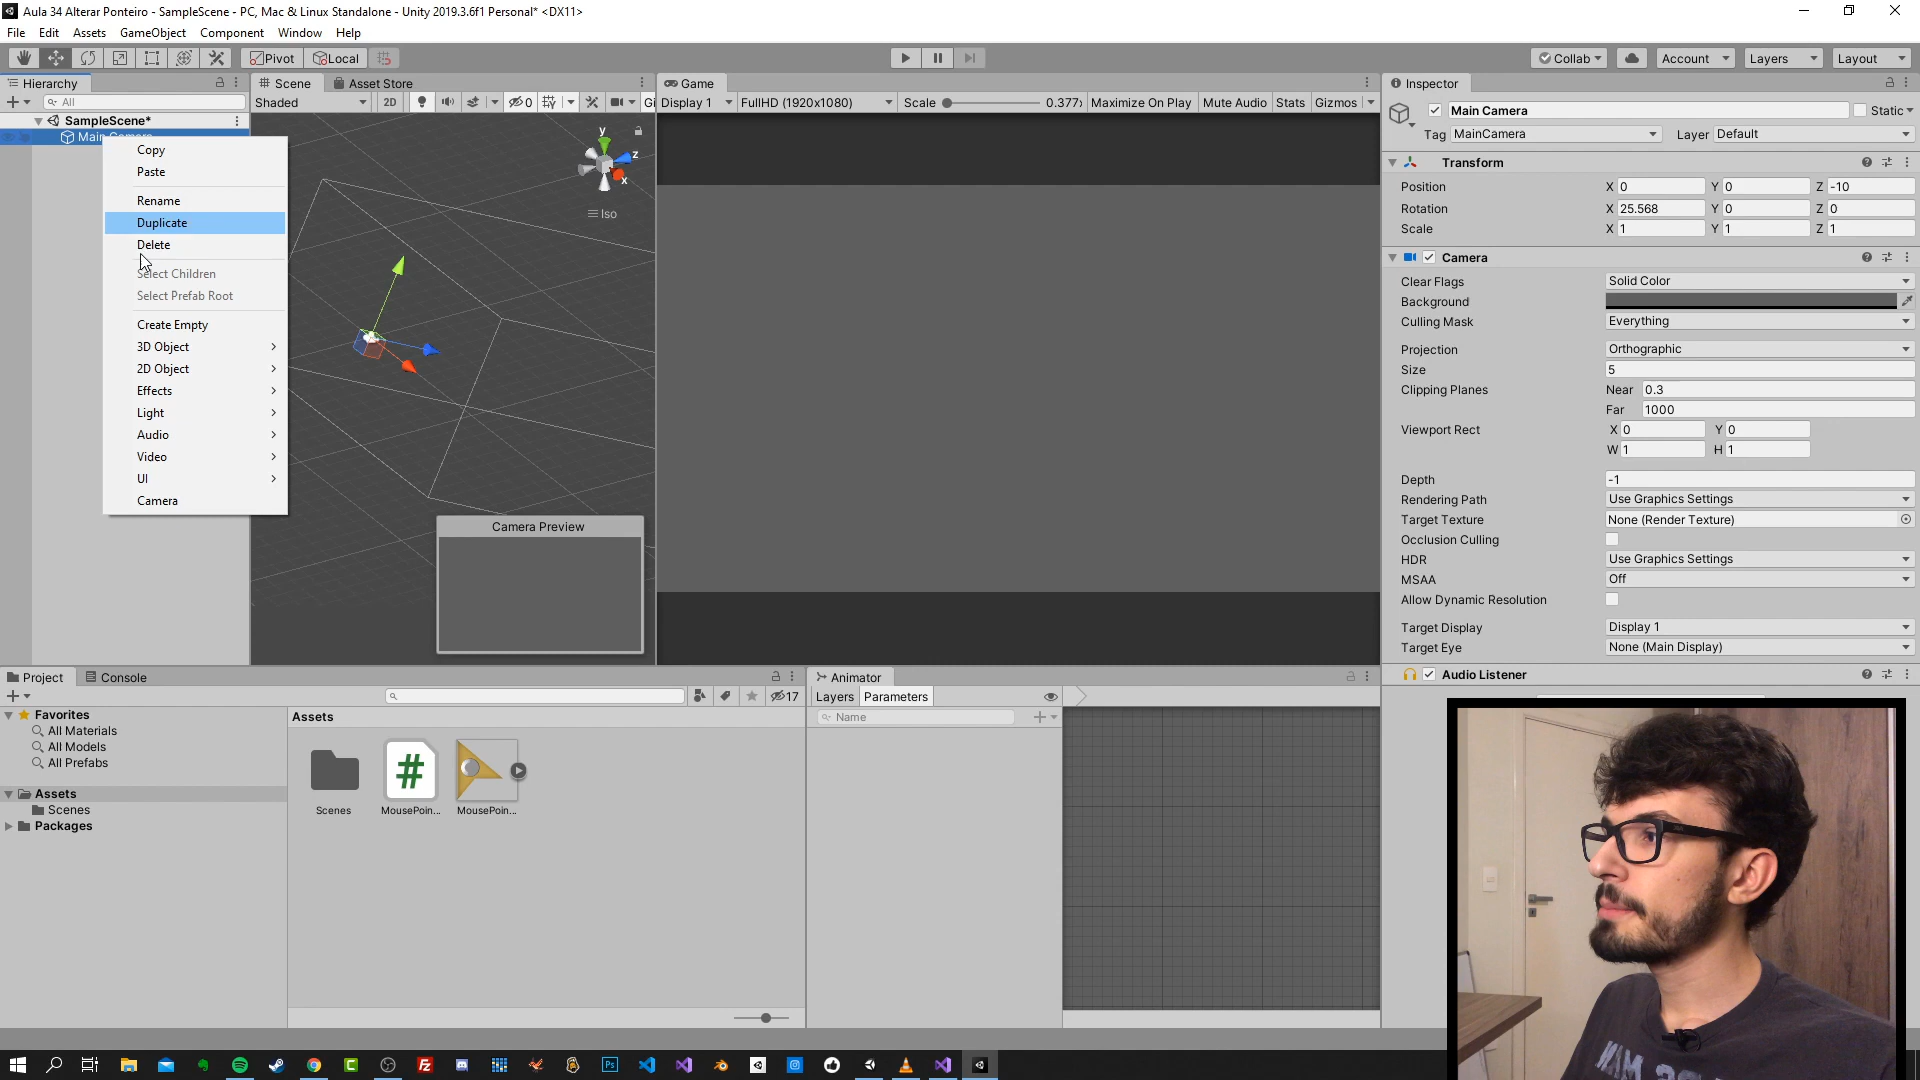 Aula 34 Alterar Ponteiro - SampleScene - PC, Mac & Linux Standalone - Unity 2019.3.6f1 Personal* <DX11>
File Edit Assets GameObject Component Window Help
Pivot Local Collab Account Layers Layout
Hierarchy
All
SampleScene*
Main Camera
Copy
Paste
Rename
Duplicate
Delete
Select Children
Select Prefab Root
Create Empty
3D Object
2D Object
Effects
Light
Audio
Video
UI
Camera
Scene Asset Store
Shaded 2D 0 Gi
y
z
x
Iso
Camera Preview
Game
Display 1 FullHD (1920x1080) Scale 0.377x Maximize On Play Mute Audio Stats Gizmos
Inspector
Main Camera Static
Tag MainCamera Layer Default
Transform
Position X 0 Y 0 Z -10
Rotation X 25.568 Y 0 Z 0
Scale X 1 Y 1 Z 1
Camera
Clear Flags Solid Color
Background
Culling Mask Everything
Projection Orthographic
Size 5
Clipping Planes Near 0.3
Far 1000
Viewport Rect X 0 Y 0
W 1 H 1
Depth -1
Rendering Path Use Graphics Settings
Target Texture None (Render Texture)
Occlusion Culling
HDR Use Graphics Settings
MSAA Off
Allow Dynamic Resolution
Target Display Display 1
Target Eye None (Main Display)
Audio Listener
Project Console
17
Favorites
All Materials
All Models
All Prefabs
Assets
Scenes
Packages
Assets
Scenes MousePoin... MousePoin...
Animator
Layers Parameters
Name